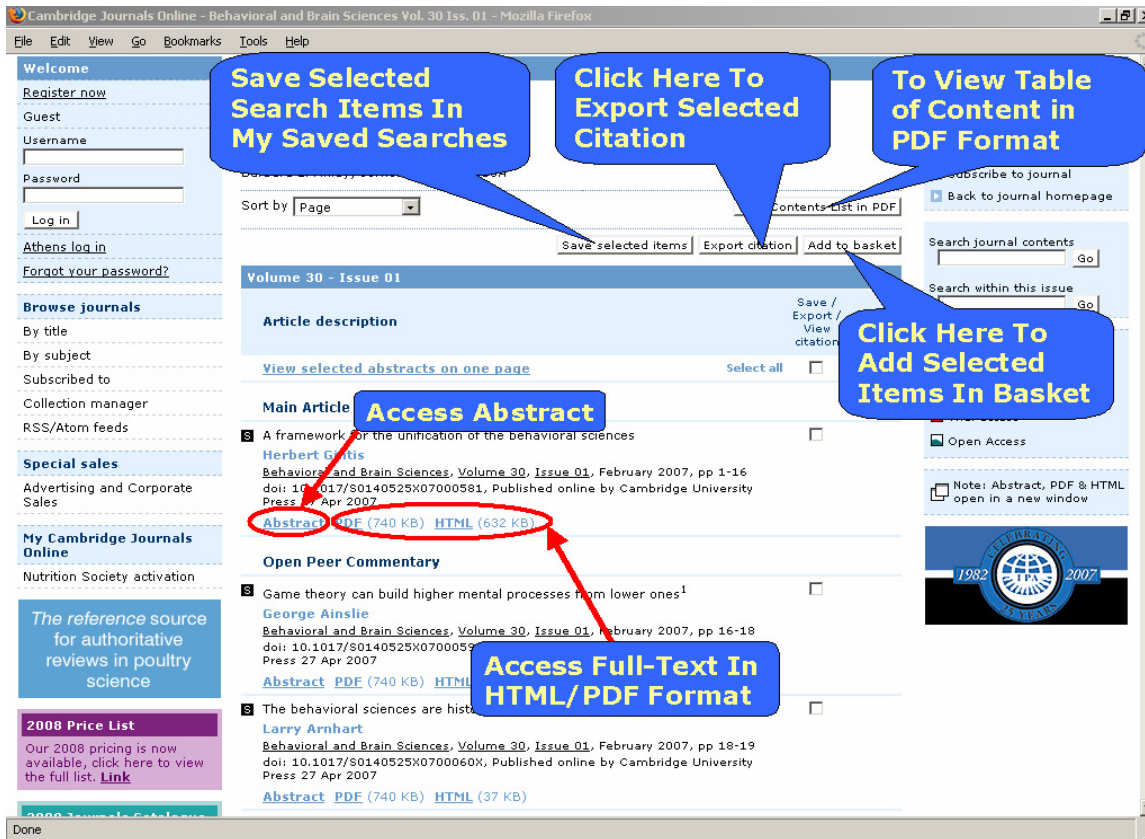 Cambridge Journals Online - Behavioral and Brain Sciences Vol. 30 Iss. 01 - Mozilla Firefox
File Edit View Go Bookmarks Tools Help
Welcome
Register now
Guest
Username
Password
Log in
Athens log in
Forgot your password?
Browse journals
By title
By subject
Subscribed to
Collection manager
RSS/Atom feeds
Special sales
Advertising and Corporate
Sales
My Cambridge Journals
Online
Nutrition Society activation
The reference source
for authoritative
reviews in poultry
science
2008 Price List
Our 2008 pricing is now
available, click here to view
the full list. Link
Save Selected
Search Items In
My Saved Searches
Click Here To
Export Selected
Citation
To View Table
of Content in
PDF Format
Sort by Page
Contents List in PDF
Save selected items Export citation Add to basket
Volume 30 - Issue 01
Article description
Save /
Export /
View
citation
View selected abstracts on one page Select all
Main Article
Access Abstract
S A framework for the unification of the behavioral sciences
Herbert Gintis
Behavioral and Brain Sciences, Volume 30, Issue 01, February 2007, pp 1-16
doi: 10.1017/S0140525X07000581, Published online by Cambridge University
Press 27 Apr 2007
Abstract PDF (740 KB) HTML (632 KB)
Open Peer Commentary
S Game theory can build higher mental processes from lower ones1
George Ainslie
Behavioral and Brain Sciences, Volume 30, Issue 01, February 2007, pp 16-18
doi: 10.1017/S0140525X0700059
Press 27 Apr 2007
Abstract PDF (740 KB) HTML
Access Full-Text In
HTML/PDF Format
S The behavioral sciences are
Larry Arnhart
Behavioral and Brain Sciences, Volume 30, Issue 01, February 2007, pp 18-19
doi: 10.1017/S0140525X0700060X, Published online by Cambridge University
Press 27 Apr 2007
Abstract PDF (740 KB) HTML (37 KB)
Subscribe to journal
Back to journal homepage
Search journal contents
Go
Search within this issue
Go
Click Here To
Add Selected
Items In Basket
Open Access
Note: Abstract, PDF & HTML
open in a new window
CELEBRATING
1982 TPA 2007
25 YEARS
Done